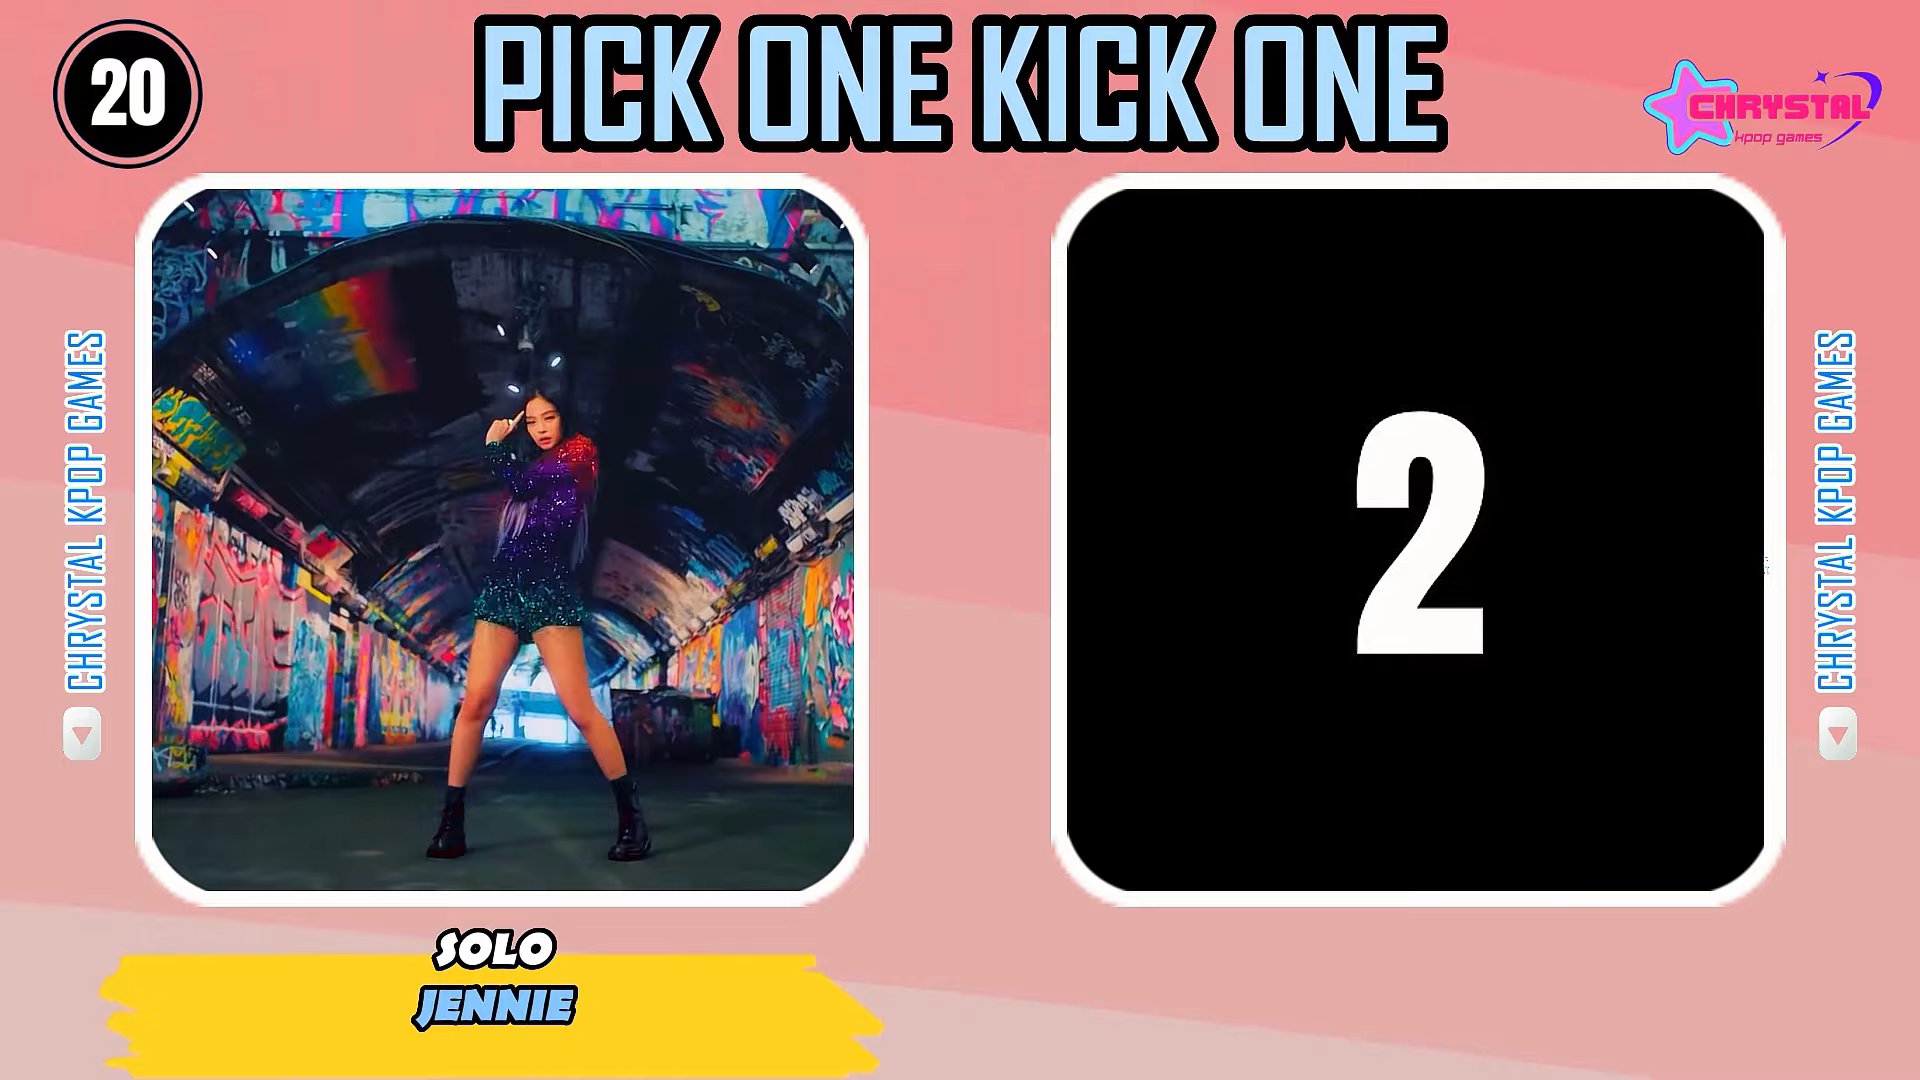 20
PICK ONE KICK ONE
CHRYSTAL
kpop games
CHRYSTAL KPOP GAMES
2
CHRYSTAL KPOP GAMES
SOLO
JENNIE